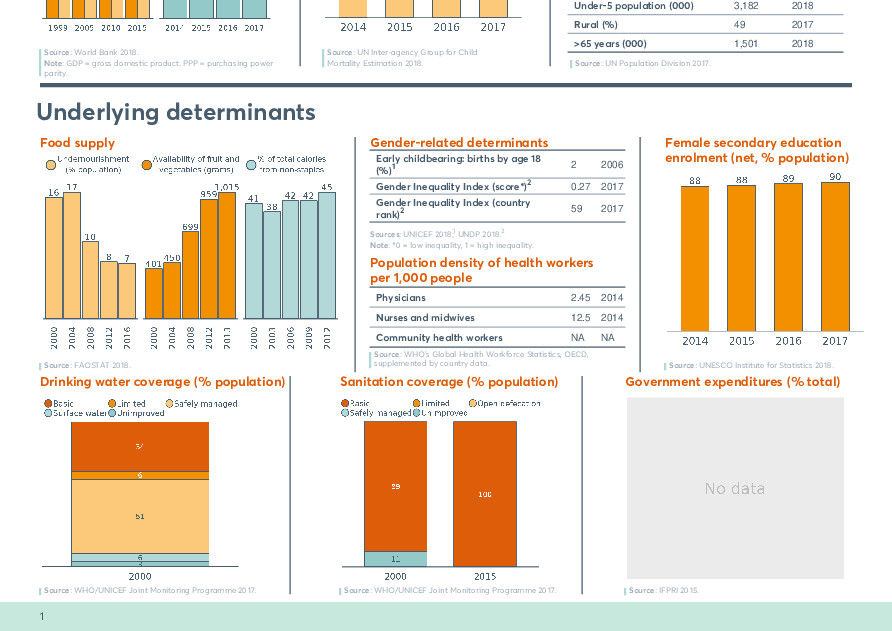 1999 2005 2010 2015
2014 2015 2016 2017
Source: World Bank 2018.
Note: GDP = gross domestic product. PPP = purchasing power
parity.
2014 2015 2016 2017
Source: UN Inter-agency Group for Child
Mortality Estimation 2018.
Under-5 population (000) 3,182 2018
Rural (%) 49 2017
>65 years (000) 1,501 2018
Source: UN Population Division 2017.
Underlying determinants
Food supply
Undernourishment
(% population)
Availability of fruit and
vegetables (grams)
% of total calories
from non-staples
16 17 10 8 7
401 450 699 959 1,015
41 38 42 42 45
2000 2004 2008 2012 2016
2000 2004 2008 2012
2000 2006 2009
Source: FAOSTAT 2018.
Gender-related determinants
Early childbearing: births by age 18
(%)1 2 2006
Gender Inequality Index (score*)2 0.27 2017
Gender Inequality Index (country
rank)2 59 2017
Sources: UNICEF 2018,1 UNDP 2018.2
Note: *0 = low inequality, 1 = high inequality.
Population density of health workers
per 1,000 people
Physicians 2.45 2014
Nurses and midwives 12.5 2014
Community health workers NA NA
Source: WHO's Global Health Workforce Statistics, OECD,
supplemented by country data.
Female secondary education
enrolment (net, % population)
88 88 89 90
2014 2015 2016 2017
Source: UNESCO Institute for Statistics 2018.
Drinking water coverage (% population)
Basic Limited Safely managed
Surface water Unimproved
34
6
51
6
2000
Source: WHO/UNICEF Joint Monitoring Programme 2017.
Sanitation coverage (% population)
Basic Limited Open defecation
Safely managed Unimproved
89
11
100
2000 2015
Source: WHO/UNICEF Joint Monitoring Programme 2017.
Government expenditures (% total)
No data
Source: IFPRI 2015.
1